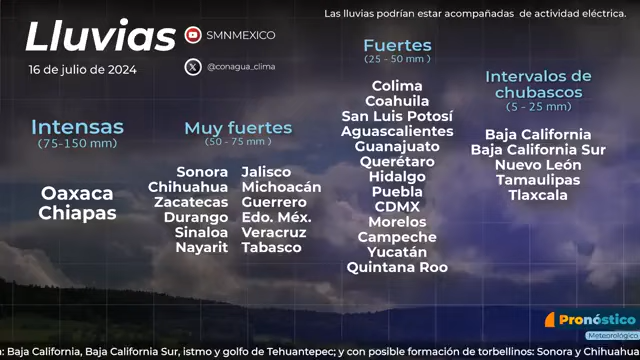 Las lluvias podrían estar acompañadas de actividad eléctrica.
Lluvias
SMNMEXICO
16 de julio de 2024
@conagua_clima
Intensas
(75-150 mm)
Oaxaca
Chiapas
Muy fuertes
(50 - 75 mm)
Sonora
Chihuahua
Zacatecas
Durango
Sinaloa
Nayarit
Jalisco
Michoacán
Guerrero
Edo. Méx.
Veracruz
Tabasco
Fuertes
(25 - 50 mm)
Colima
Coahuila
San Luis Potosí
Aguascalientes
Guanajuato
Querétaro
Hidalgo
Puebla
CDMX
Morelos
Campeche
Yucatán
Quintana Roo
Intervalos de
chubascos
(5 - 25 mm)
Baja California
Baja California Sur
Nuevo León
Tamaulipas
Tlaxcala
Pronóstico
Meteorológico
: Baja California, Baja California Sur, istmo y golfo de Tehuantepec; y con posible formación de torbellinos: Sonora y Chihuahua